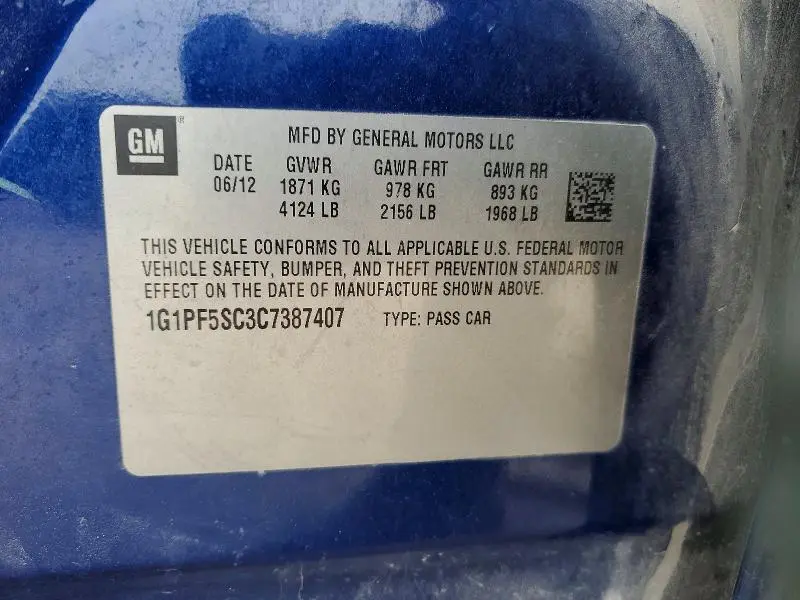 GM®
MFD BY GENERAL MOTORS LLC
DATE GVWR GAWR FRT GAWR RR
06/12 1871 KG 978 KG 893 KG
4124 LB 2156 LB 1968 LB
THIS VEHICLE CONFORMS TO ALL APPLICABLE U.S. FEDERAL MOTOR
VEHICLE SAFETY, BUMPER, AND THEFT PREVENTION STANDARDS IN
EFFECT ON THE DATE OF MANUFACTURE SHOWN ABOVE.
1G1PF5SC3C7387407 TYPE: PASS CAR